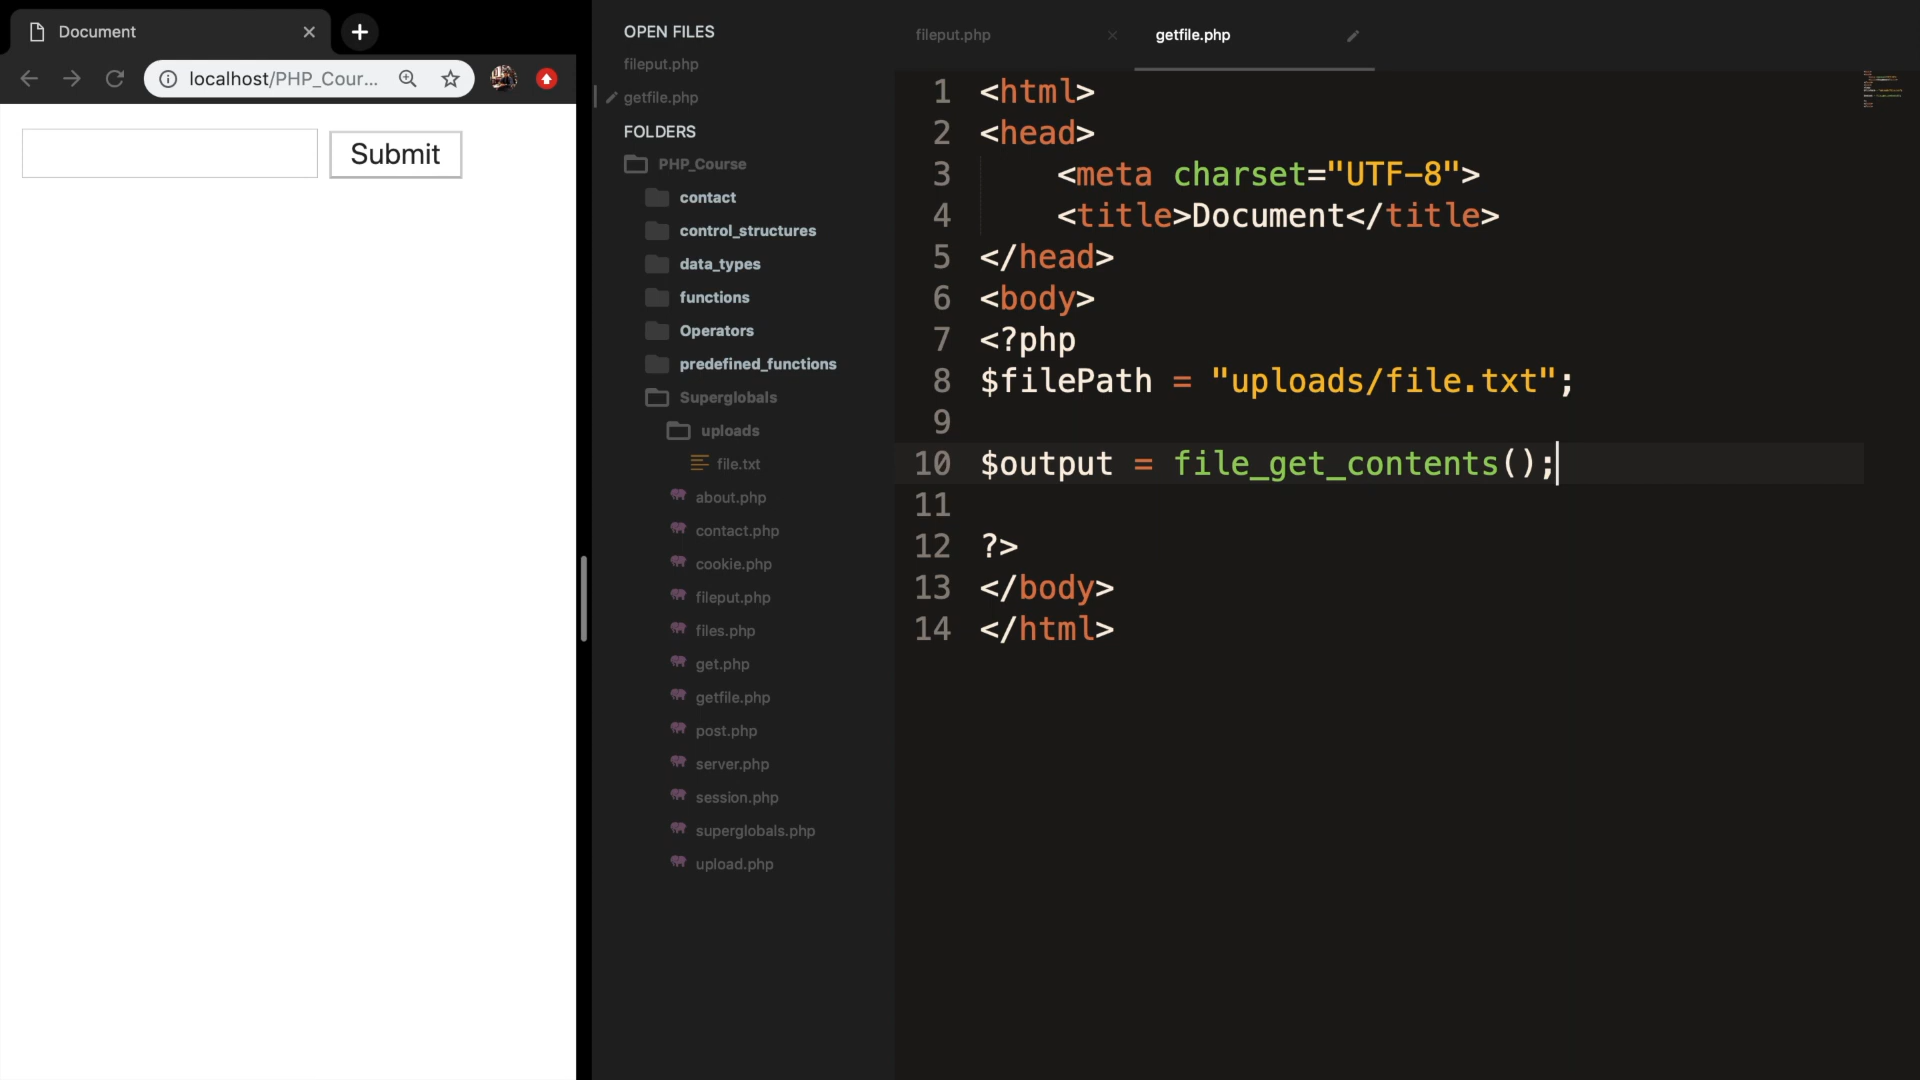 Document
localhost/PHP_Cour...
Submit
OPEN FILES
fileput.php
getfile.php
FOLDERS
PHP_Course
contact
control_structures
data_types
functions
Operators
predefined_functions
Superglobals
uploads
file.txt
about.php
contact.php
cookie.php
fileput.php
files.php
get.php
getfile.php
post.php
server.php
session.php
superglobals.php
upload.php
fileput.php
getfile.php
1 <html>
2 <head>
3 <meta charset="UTF-8">
4 <title>Document</title>
5 </head>
6 <body>
7 <?php
8 $filePath = "uploads/file.txt";
9
10 $output = file_get_contents();
11
12 ?>
13 </body>
14 </html>